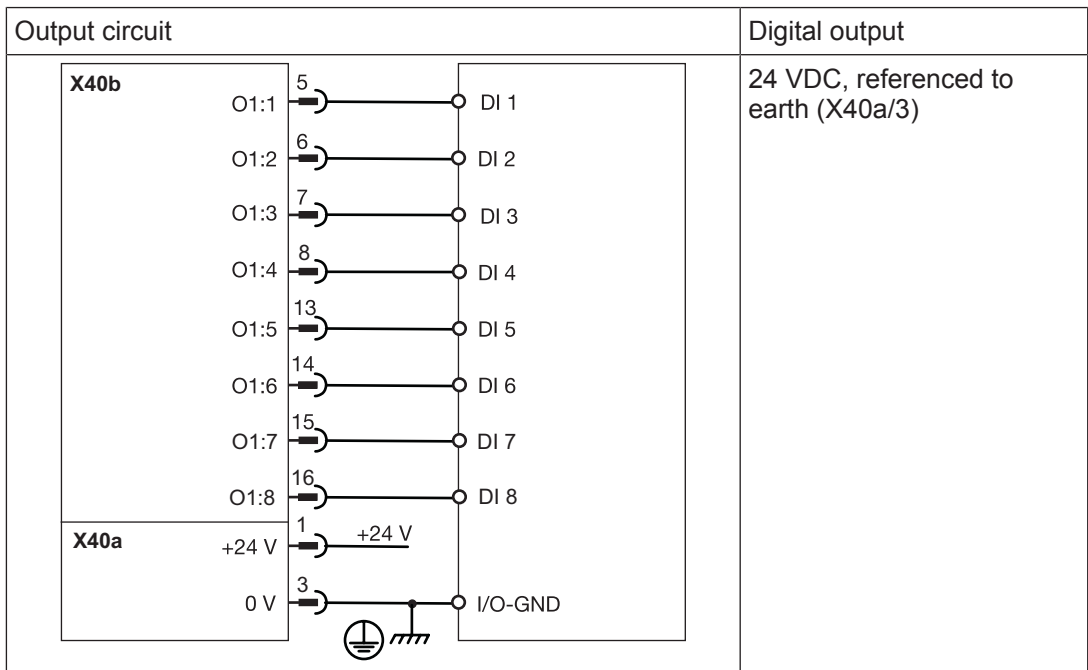 Output circuit
Digital output
24 VDC, referenced to
earth (X40a/3)
X40b
O1:1 5 DI 1
O1:2 6 DI 2
O1:3 7 DI 3
O1:4 8 DI 4
O1:5 13 DI 5
O1:6 14 DI 6
O1:7 15 DI 7
O1:8 16 DI 8
X40a
+24 V 1 +24 V
0 V 3 I/O-GND